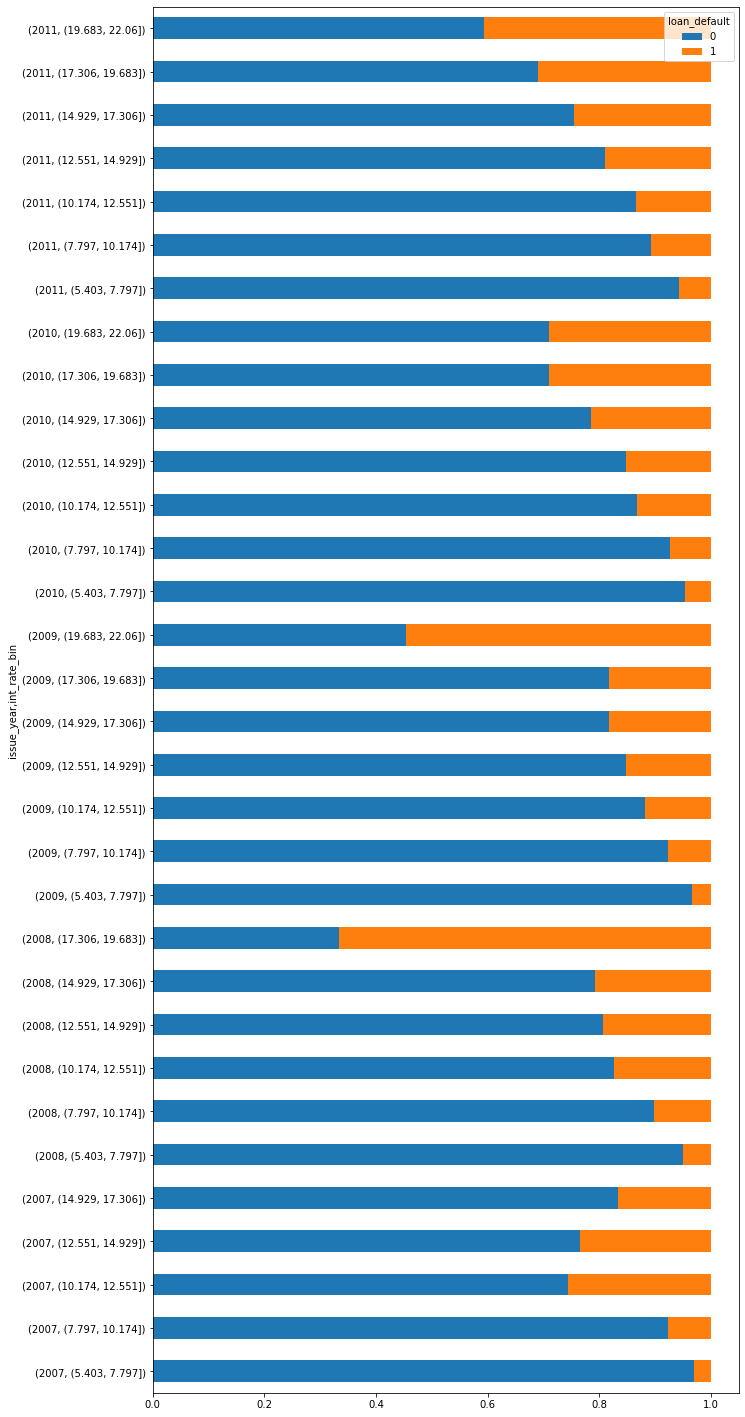 loan_default
0
1
(2011, (19.683, 22.06])
(2011, (17.306, 19.683])
(2011, (14.929, 17.306])
(2011, (12.551, 14.929])
(2011, (10.174, 12.551])
(2011, (7.797, 10.174])
(2011, (5.403, 7.797])
(2010, (19.683, 22.06])
(2010, (17.306, 19.683])
(2010, (14.929, 17.306])
(2010, (12.551, 14.929])
(2010, (10.174, 12.551])
(2010, (7.797, 10.174])
(2010, (5.403, 7.797])
(2009, (19.683, 22.06])
(2009, (17.306, 19.683])
(2009, (14.929, 17.306])
(2009, (12.551, 14.929])
(2009, (10.174, 12.551])
(2009, (7.797, 10.174])
(2009, (5.403, 7.797])
(2008, (17.306, 19.683])
(2008, (14.929, 17.306])
(2008, (12.551, 14.929])
(2008, (10.174, 12.551])
(2008, (7.797, 10.174])
(2008, (5.403, 7.797])
(2007, (14.929, 17.306])
(2007, (12.551, 14.929])
(2007, (10.174, 12.551])
(2007, (7.797, 10.174])
(2007, (5.403, 7.797])
issue_year,int_rate_bin
0.0 0.2 0.4 0.6 0.8 1.0